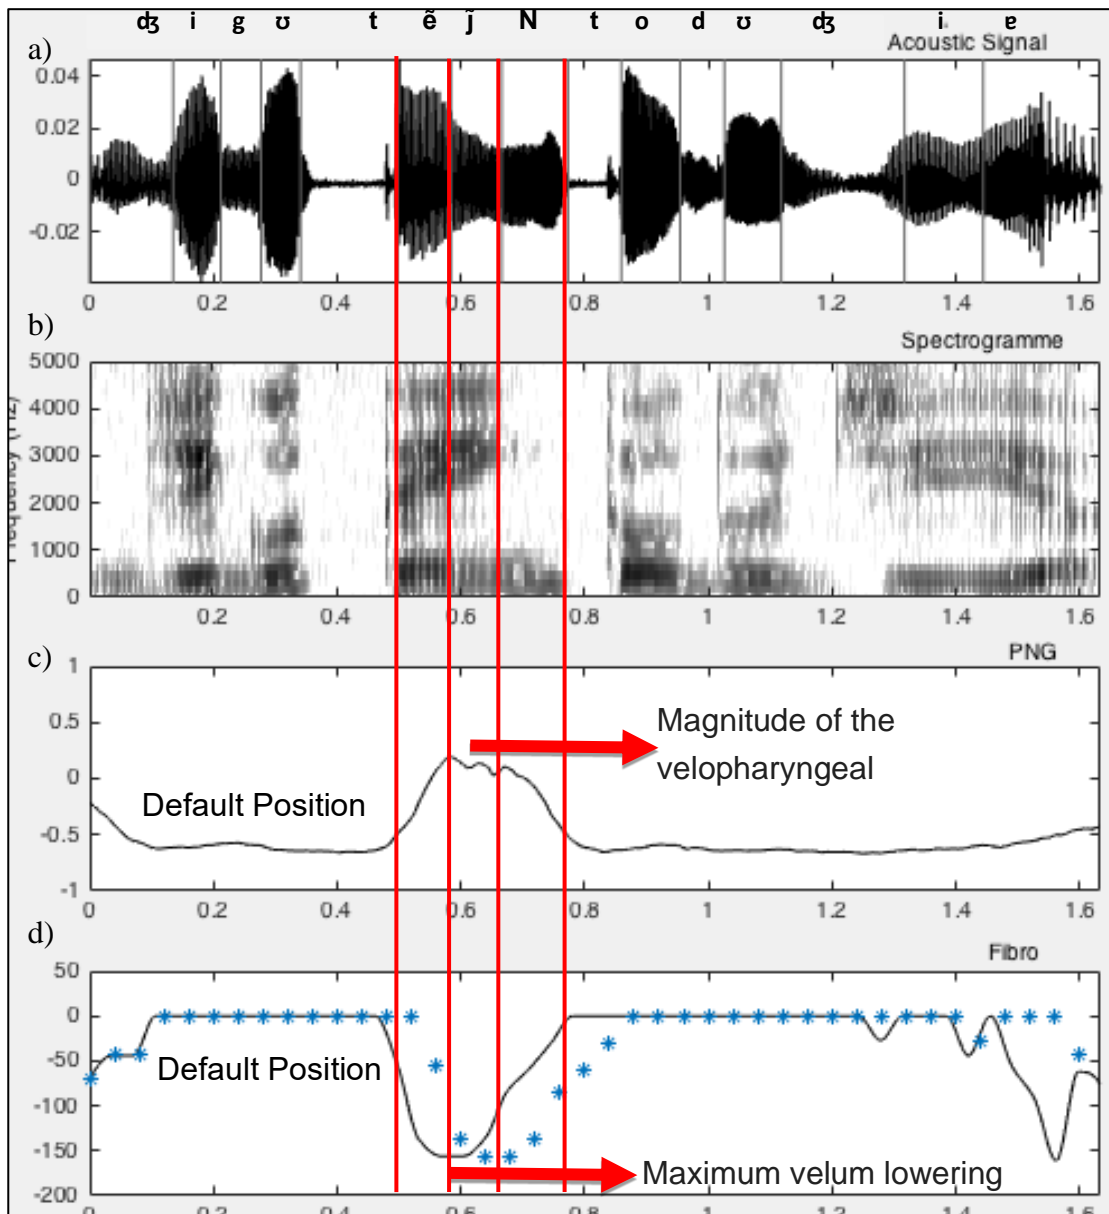 ʤ i g ʊ t ẽ j̃ N t o d ʊ ʤ i. ɐ
a)
Acoustic Signal
0.04
0.02
0
-0.02
0 0.2 0.4 0.6 0.8 1 1.2 1.4 1.6
b)
Spectrogramme
5000
4000
3000
2000
1000
0
0.2 0.4 0.6 0.8 1 1.2 1.4 1.6
c)
PNG
1
0.5
0
-0.5
-1
Magnitude of the
velopharyngeal
Default Position
0 0.2 0.4 0.6 0.8 1 1.2 1.4 1.6
d)
Fibro
50
0
-50
-100
-150
-200
Default Position
Maximum velum lowering